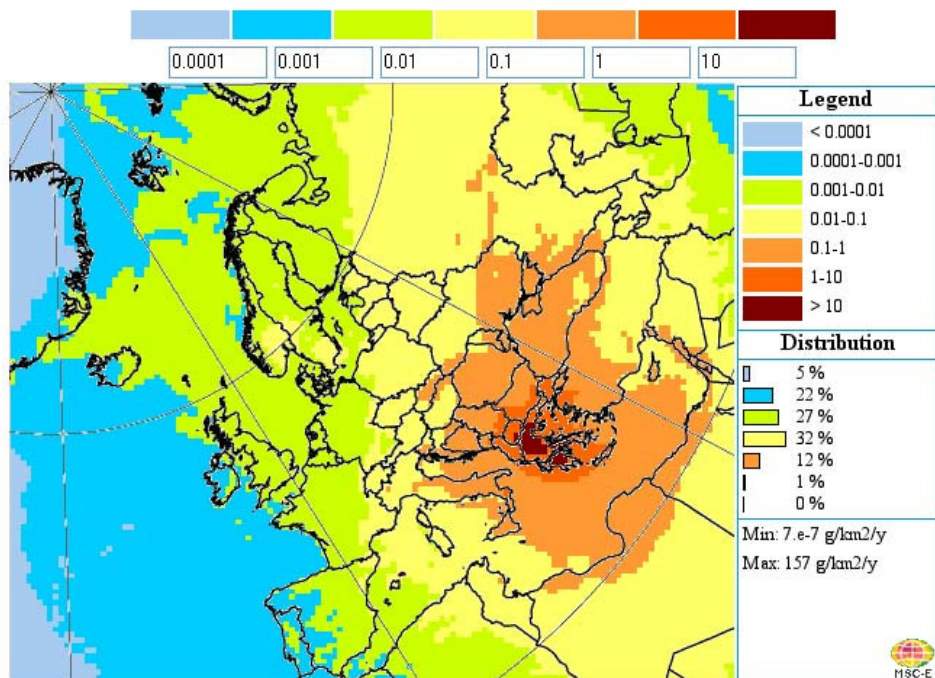 0.0001 0.001 0.01 0.1 1 10
Legend
< 0.0001
0.0001-0.001
0.001-0.01
0.01-0.1
0.1-1
1-10
> 10
Distribution
5 %
22 %
27 %
32 %
12 %
1 %
0 %
Min: 7.e-7 g/km2/y
Max: 157 g/km2/y
MSC-E